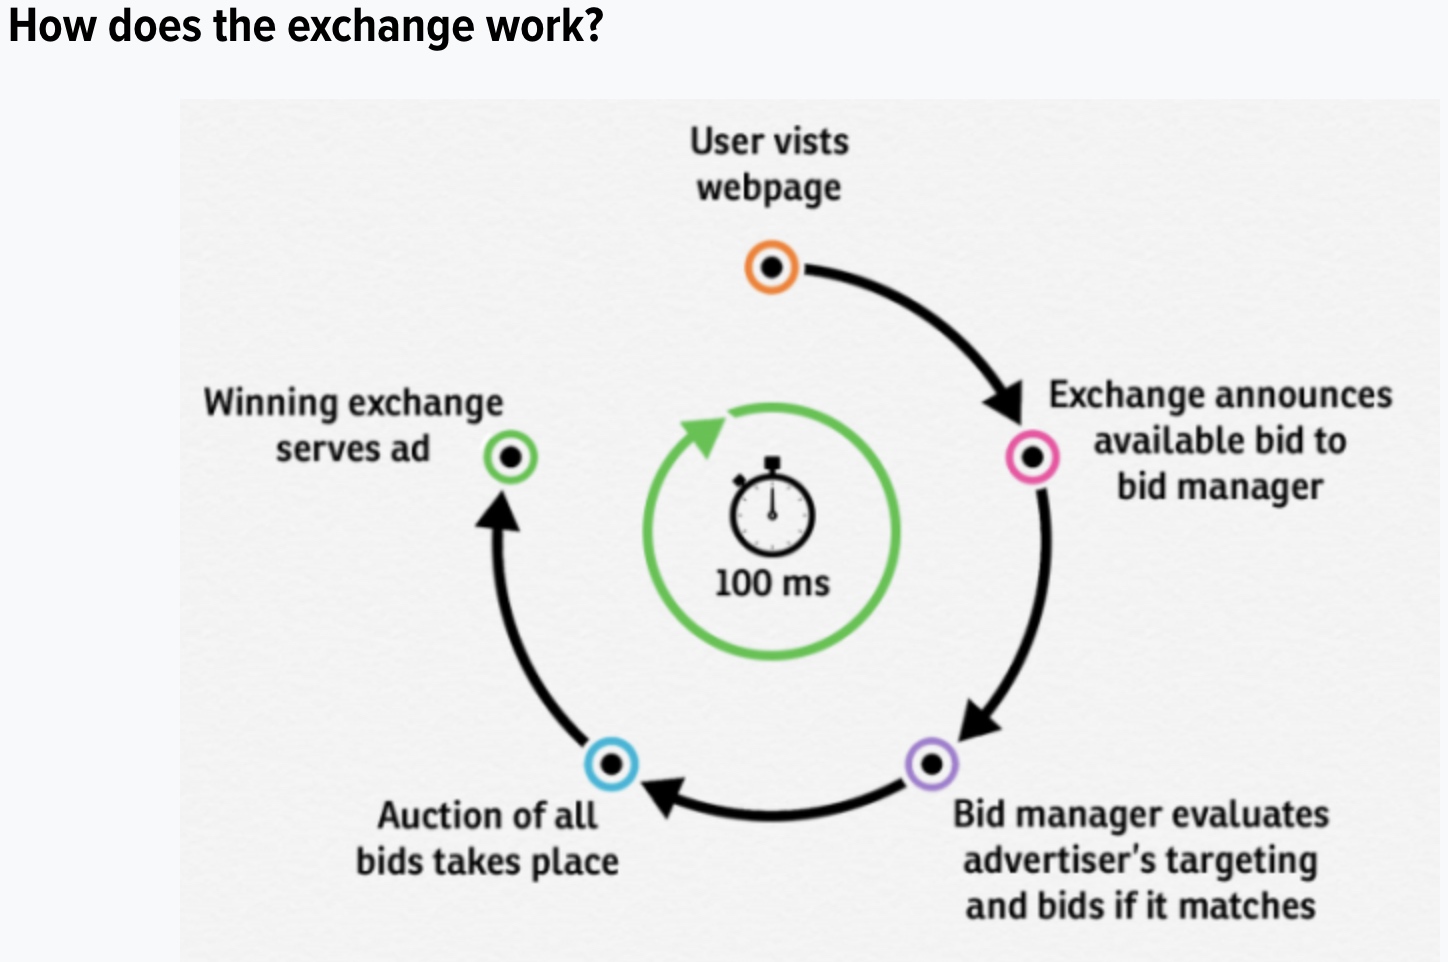 How does the exchange work?
User vists
webpage
Exchange announces
available bid to
bid manager
Bid manager evaluates
advertiser's targeting
and bids if it matches
Auction of all
bids takes place
Winning exchange
serves ad
100 ms